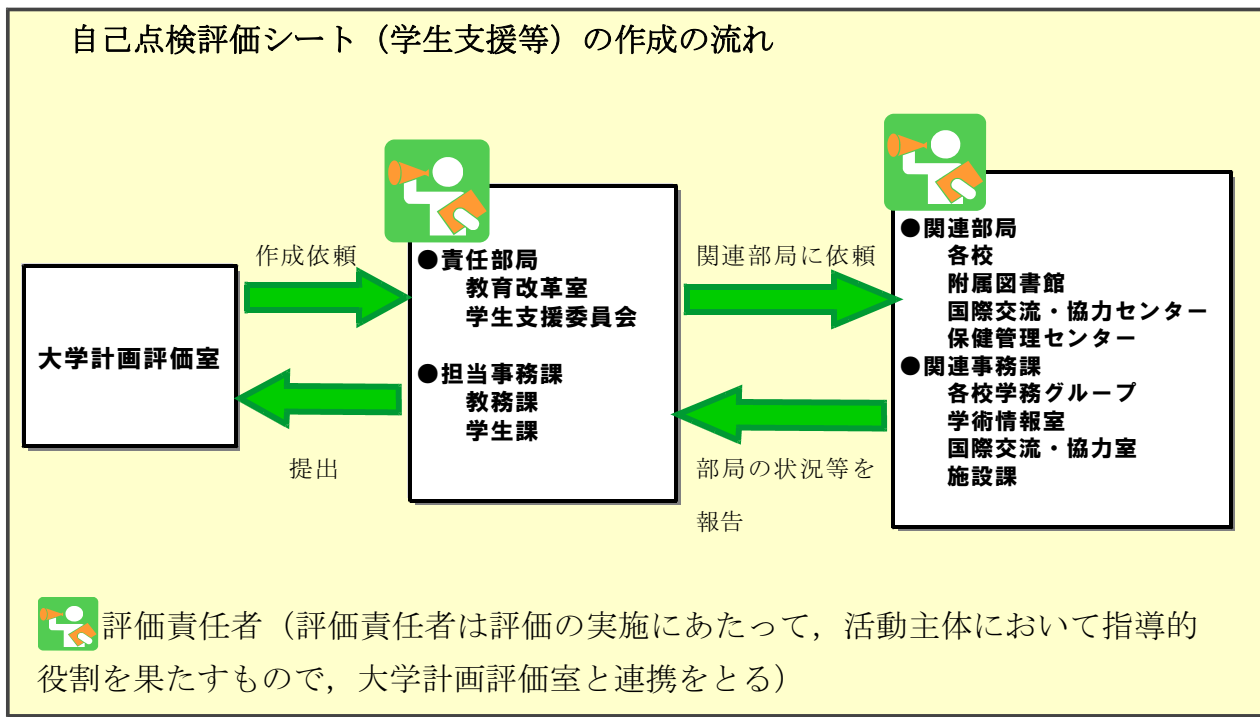 自己点検評価シート（学生支援等）の作成の流れ
大学計画評価室
作成依頼
提出
●責任部局
教育改革室
学生支援委員会
●担当事務課
教務課
学生課
関連部局に依頼
部局の状況等を
報告
●関連部局
各校
附属図書館
国際交流・協力センター
保健管理センター
●関連事務課
各校学務グループ
学術情報室
国際交流・協力室
施設課
評価責任者（評価責任者は評価の実施にあたって，活動主体において指導的
役割を果たすもので，大学計画評価室と連携をとる）